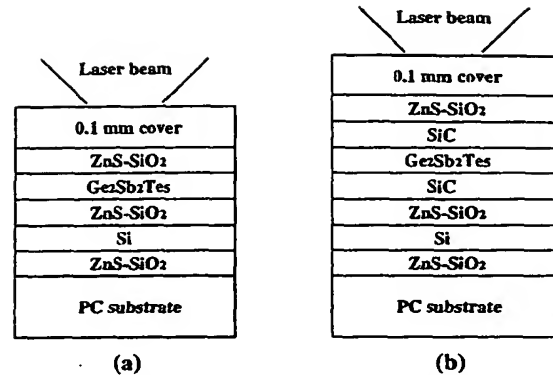 Laser beam
0.1 mm cover
ZnS-SiO2
Ge2Sb2Tes
ZnS-SiO2
Si
ZnS-SiO2
PC substrate
(a)
Laser beam
0.1 mm cover
ZnS-SiO2
SiC
Ge2Sb2Tes
SiC
ZnS-SiO2
Si
ZnS-SiO2
PC substrate
(b)